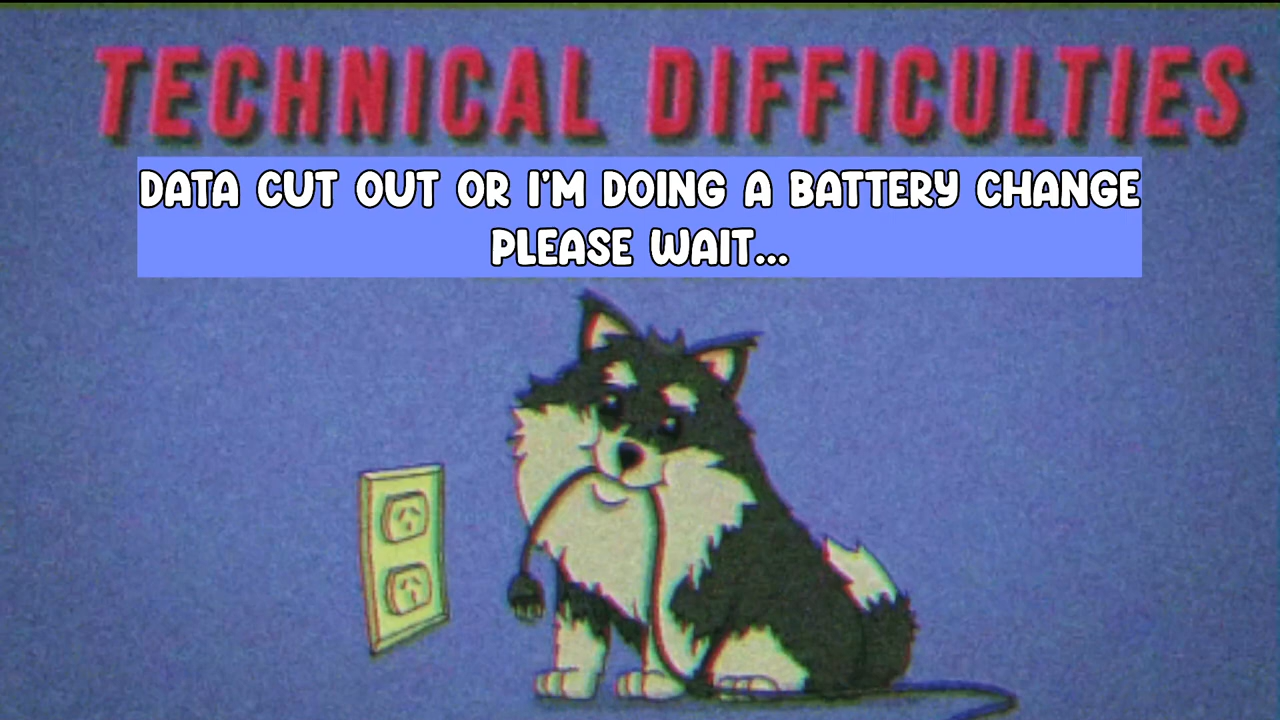 TECHNICAL DIFFICULTIES
DATA CUT OUT OR I'M DOING A BATTERY CHANGE
PLEASE WAIT...